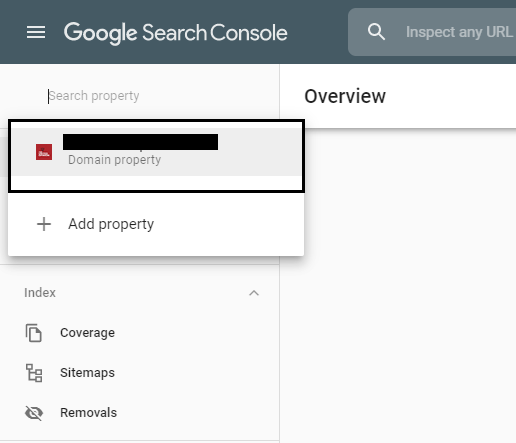 Google Search Console
Inspect any URL
Search property
Overview
Domain property
Add property
Index
Coverage
Sitemaps
Removals